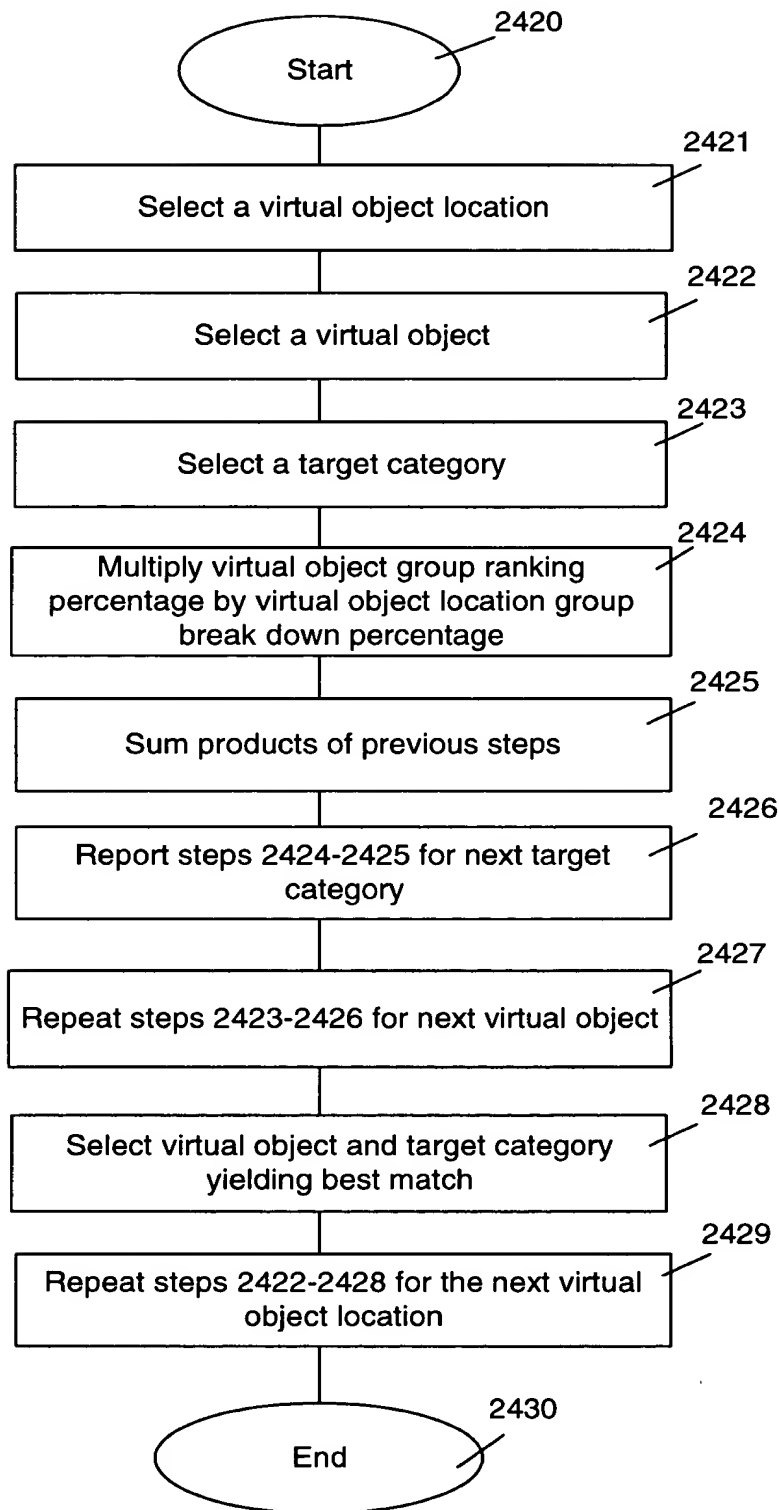 2420
Start
2421
Select a virtual object location
2422
Select a virtual object
2423
Select a target category
2424
Multiply virtual object group ranking
percentage by virtual object location group
break down percentage
2425
Sum products of previous steps
2426
Report steps 2424-2425 for next target
category
2427
Repeat steps 2423-2426 for next virtual object
2428
Select virtual object and target category
yielding best match
2429
Repeat steps 2422-2428 for the next virtual
object location
2430
End